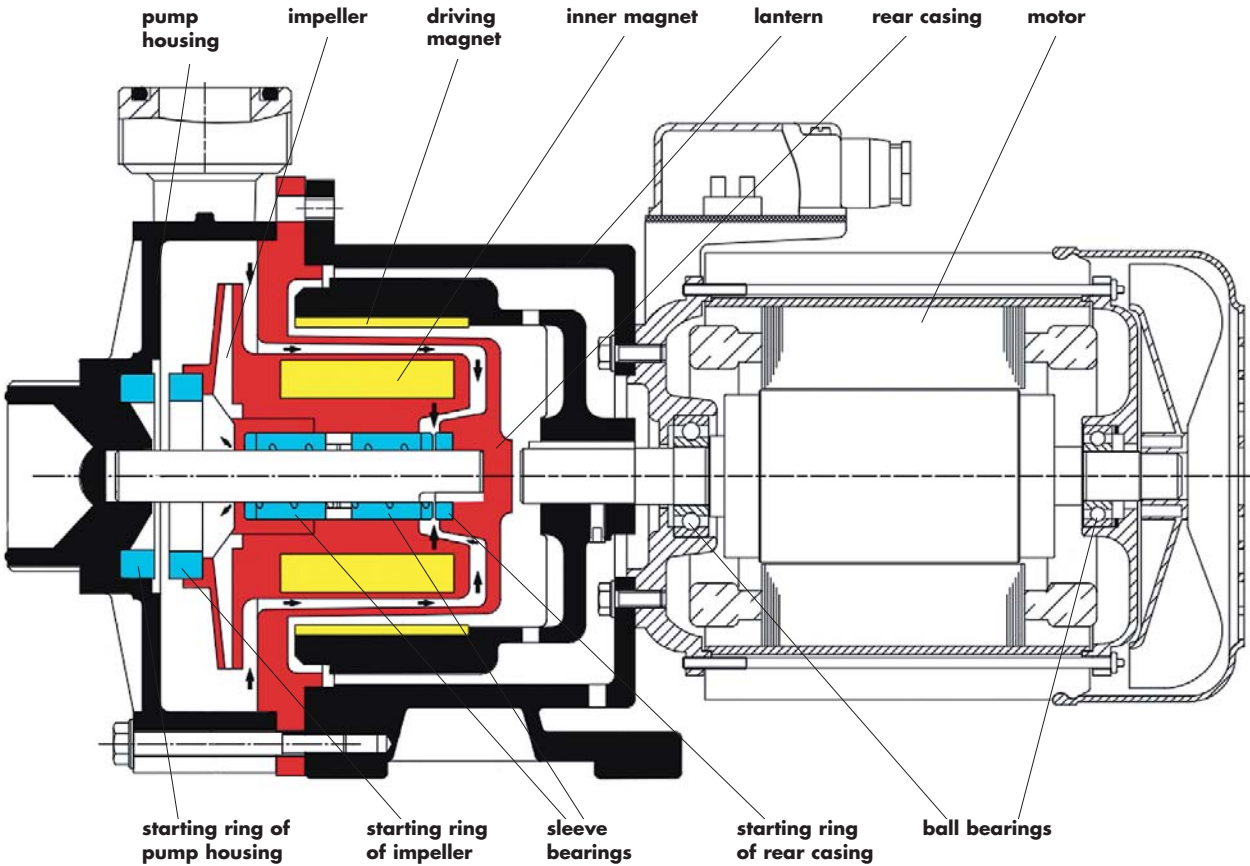 pump housing
impeller
driving magnet
inner magnet
lantern
rear casing
motor
starting ring of
pump housing
starting ring
of impeller
sleeve
bearings
starting ring
of rear casing
ball bearings